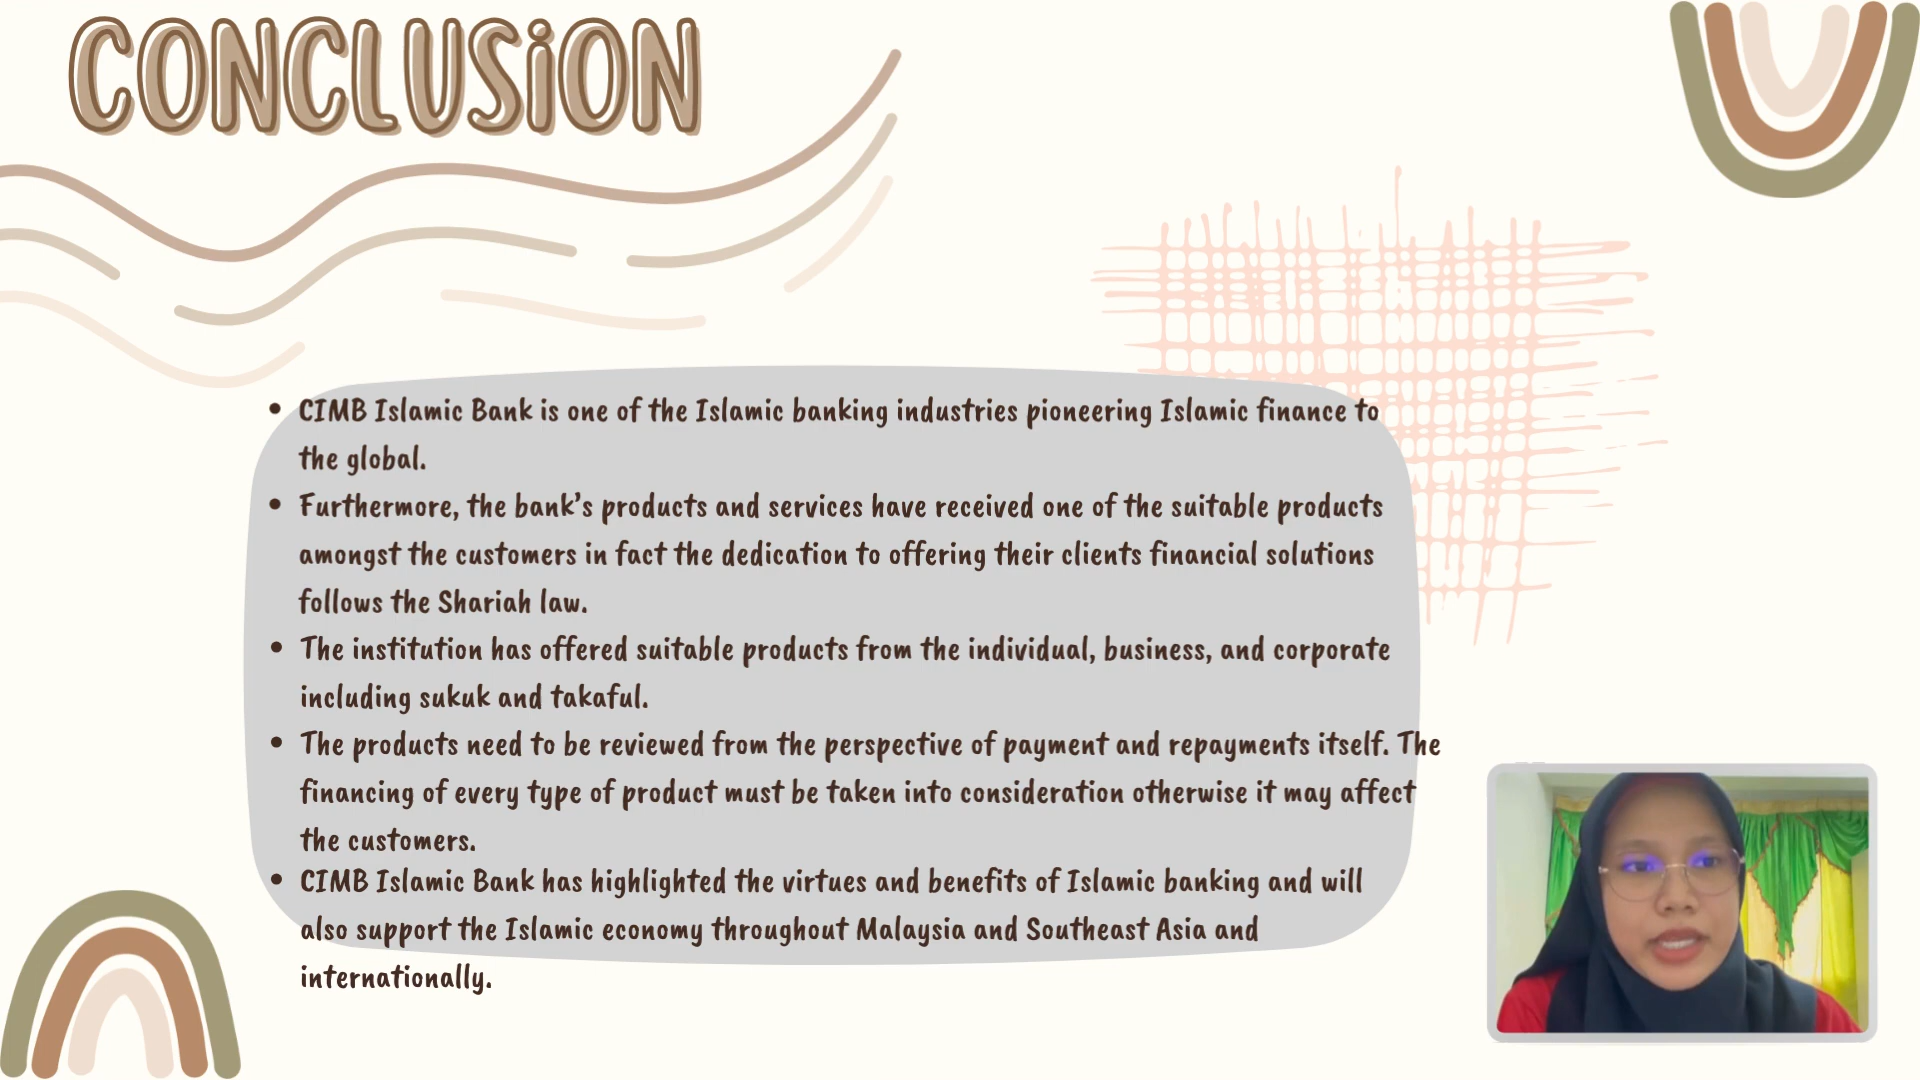 CONCLUSION
• CIMB Islamic Bank is one of the Islamic banking industries pioneering Islamic finance to
the global.
• Furthermore, the bank's products and services have received one of the suitable products
amongst the customers in fact the dedication to offering their clients financial solutions
follows the Shariah law.
• The institution has offered suitable products from the individual, business, and corporate
including sukuk and takaful.
• The products need to be reviewed from the perspective of payment and repayments itself. The
financing of every type of product must be taken into consideration otherwise it may affect
the customers.
• CIMB Islamic Bank has highlighted the virtues and benefits of Islamic banking and will
also support the Islamic economy throughout Malaysia and Southeast Asia and
internationally.